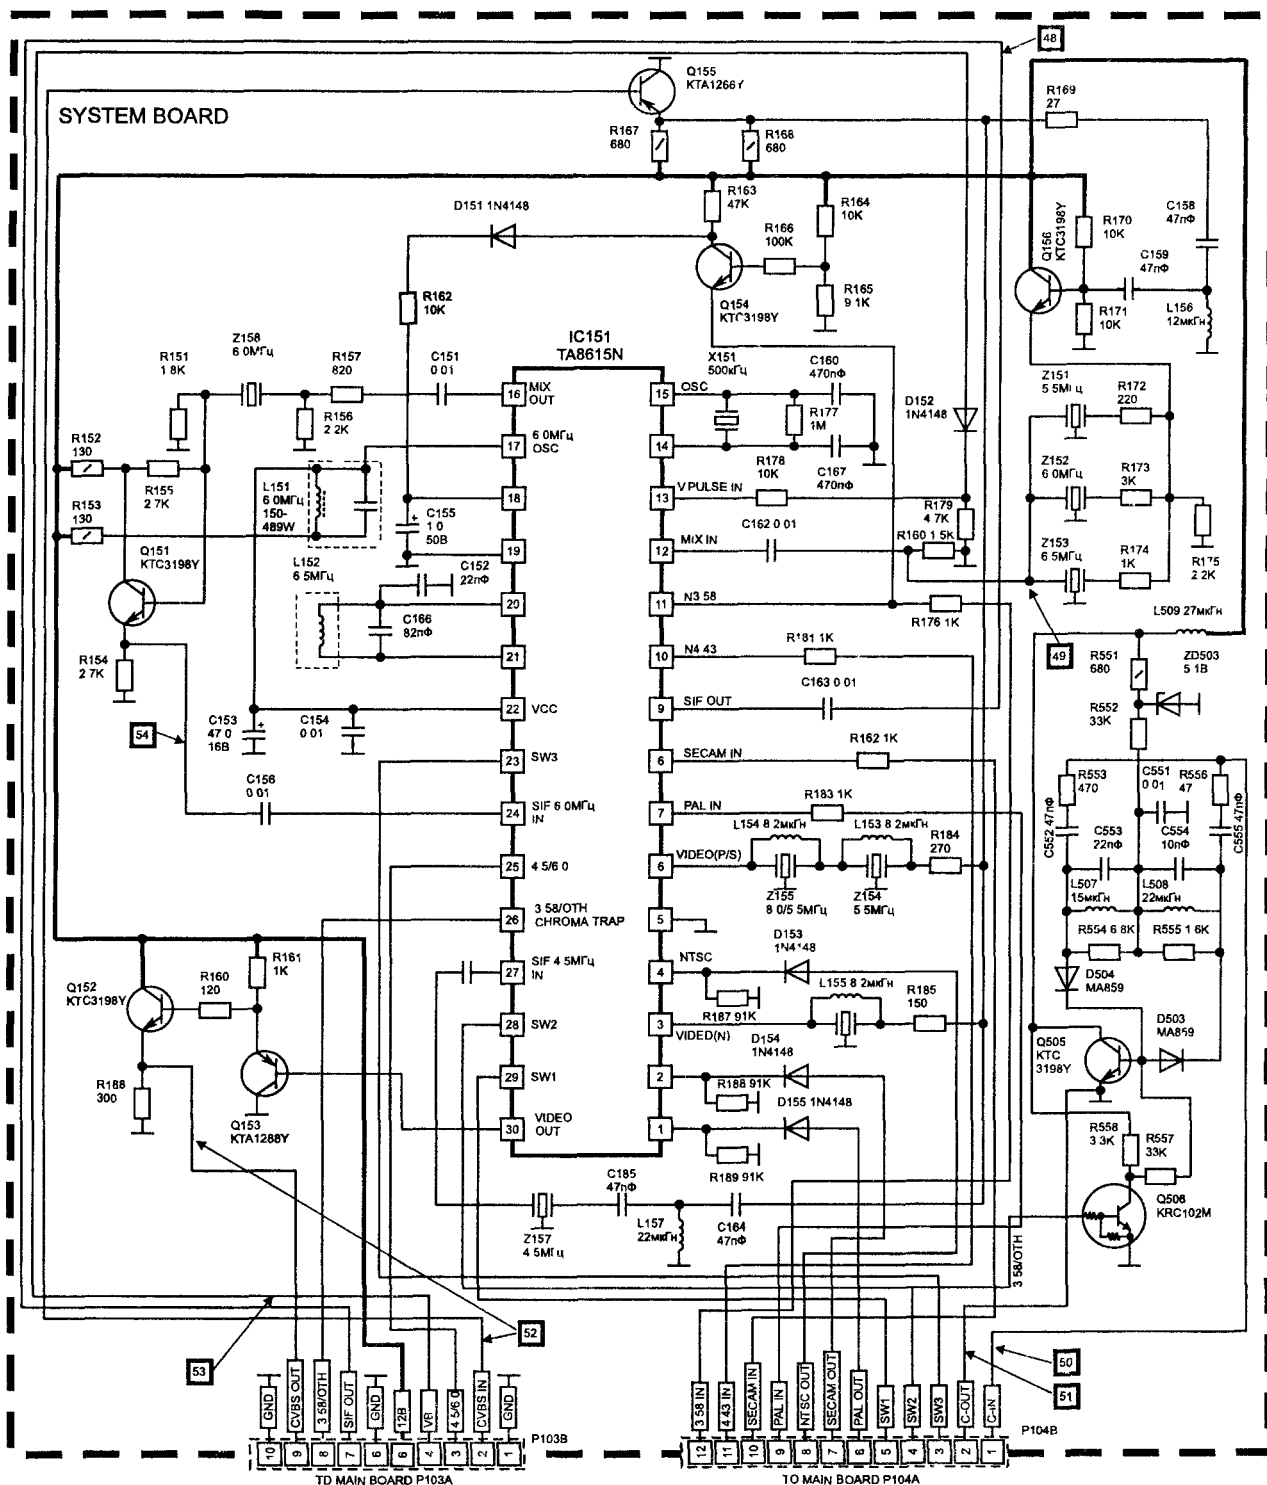 48
Q155
KTA1266Y
R169
27
SYSTEM BOARD
R167
680
R168
680
R163
47K
R164
10K
D151 1N4148
R166
100K
Q156
KTC3198Y
R170
10K
C158
47пФ
C159
47пФ
R162
10K
Q154
KTC3198Y
R165
9 1K
R171
10K
L156
12мкГн
IC151
TA8615N
Z158
6 0МГц
R151
1 8K
R157
820
C151
0 01
X151
500кГц
C160
470пФ
Z151
5 5МГц
R172
220
16
MIX
OUT
15
OSC
D152
1N4148
R156
2 2K
R177
1M
R152
130
17
6 0МГц
OSC
14
Z152
6 0МГц
R173
3K
R155
2 7K
L151
6 0МГц
150-
489W
R178
10K
C167
470пФ
18
13
V PULSE IN
R153
130
C155
1 0
50В
C162 0 01
R179
4 7K
R160 1 5K
Z153
6 5МГц
R174
1K
R175
2 2K
Q151
KTC3198Y
L152
6 5МГц
19
12
MIX IN
C152
22пФ
20
11
N3 58
R176 1K
L509 27мкГн
C166
82пФ
R181 1K
49
R551
680
ZD503
5 1В
R154
2 7K
21
10
N4 43
C163 0 01
22
VCC
9
SIF OUT
R552
33K
54
C153
47 0
16В
C154
0 01
R162 1K
23
SW3
6
SECAM IN
R553
470
C551
0 01
R556
47
C156
0 01
R183 1K
24
SIF 6 0МГц
IN
7
PAL IN
C552 47пФ
C553
22пФ
C554
10пФ
C555 47пФ
L154 8 2мкГн
L153 8 2мкГн
R184
270
25
4 5/6 0
6
VIDEO(P/S)
L507
15мкГн
L508
22мкГн
Z155
8 0/5 5МГц
Z154
5 5МГц
26
3 58/OTH
CHROMA TRAP
5
R554 6 8K
R555 1 6K
D153
1N4148
R161
1K
27
SIF 4 5МГц
IN
4
NTSC
D504
MA859
Q152
KTC3198Y
R160
120
L155 8 2мкГн
R185
150
R187 91K
28
SW2
3
VIDED(N)
D154
1N4148
D503
MA859
Q505
KTC
3198Y
R188
300
29
SW1
2
R188 91K
D155 1N4148
Q153
KTA1288Y
30
VIDEO
OUT
1
R558
3 3K
R557
33K
C185
47пФ
R189 91K
Q506
KRC102M
Z157
4 5МГц
L157
22мкГн
C164
47пФ
3 58/OTH
52
53
50
51
GND
CVBS OUT
3 58/OTH
SIF OUT
GND
12В
VB
4 5/6 0
CVBS IN
GND
3 58 IN
4 43 IN
SECAM IN
PAL IN
NTSC OUT
SECAM OUT
PAL OUT
SW1
SW2
SW3
C-OUT
C-IN
P103B
P104B
10
9
8
7
6
6
4
3
2
1
12
11
10
9
8
7
6
5
4
3
2
1
TD MAIN BOARD P103A
TO MAIN BOARD P104A